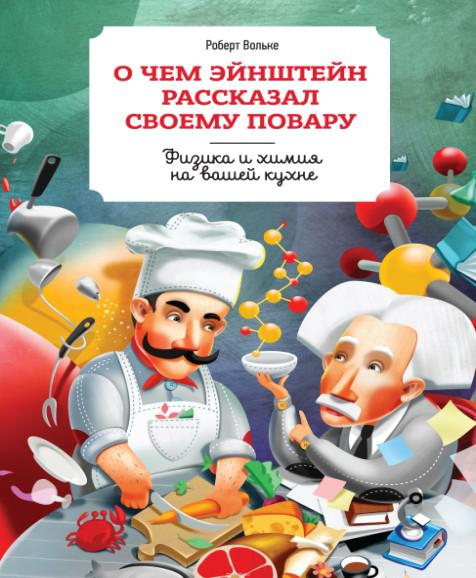 Роберт Вольке
О ЧЕМ ЭЙНШТЕЙН
РАССКАЗАЛ
СВОЕМУ ПОВАРУ
Физика и химия
на вашей кухне